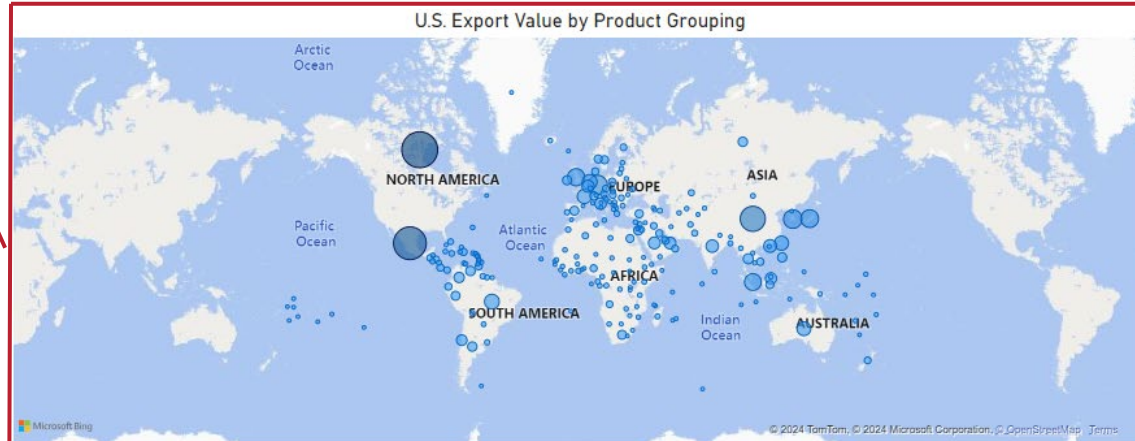 U.S. Export Value by Product Grouping
Arctic
Ocean
NORTH AMERICA
EUROPE
ASIA
Pacific
Ocean
Atlantic
Ocean
AFRICA
SOUTH AMERICA
Indian
Ocean
AUSTRALIA
Microsoft Bing
© 2024 TomTom, © 2024 Microsoft Corporation, © OpenStreetMap Terms